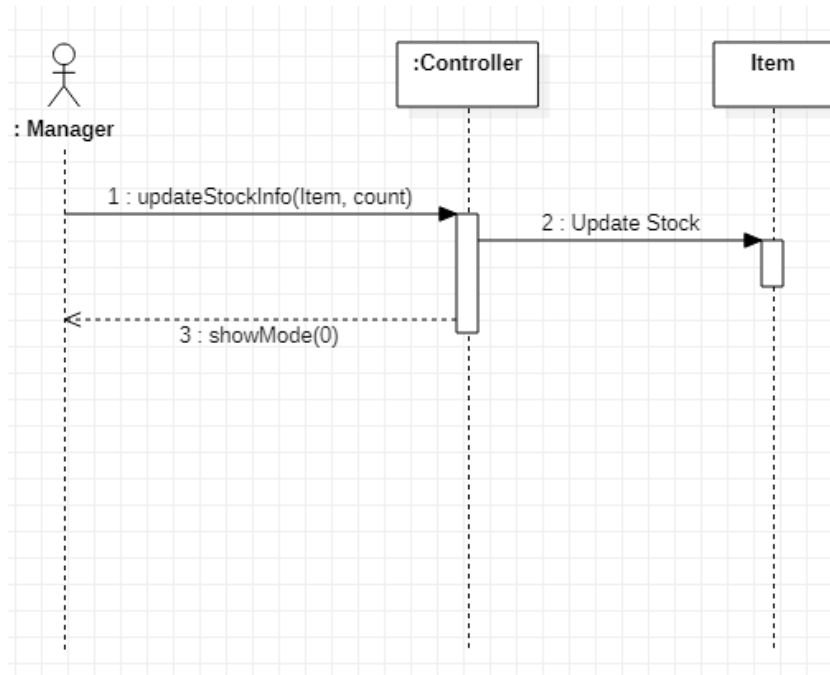 :Controller
Item
: Manager
1 : updateStockInfo(Item, count)
2 : Update Stock
3 : showMode(0)